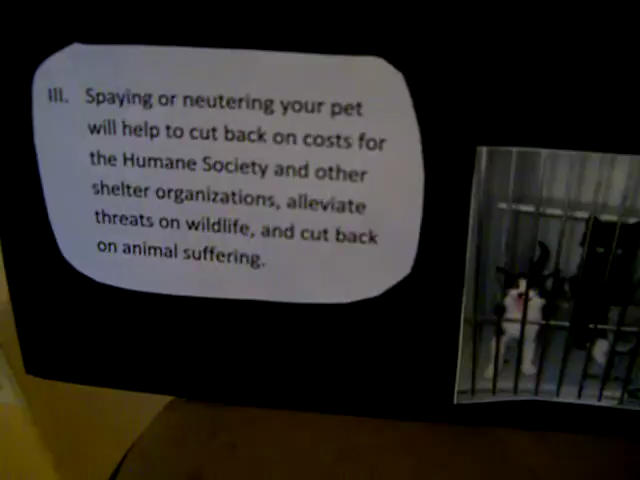 III. Spaying or neutering your pet
will help to cut back on costs for
the Humane Society and other
shelter organizations, alleviate
threats on wildlife, and cut back
on animal suffering.